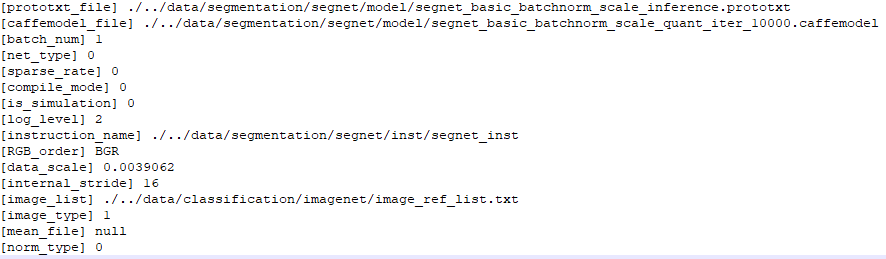 [prototxt_file] ./../data/segmentation/segnet/model/segnet_basic_batchnorm_scale_inference.prototxt
[caffemodel_file] ./../data/segmentation/segnet/model/segnet_basic_batchnorm_scale_quant_iter_10000.caffemodel
[batch_num] 1
[net_type] 0
[sparse_rate] 0
[compile_mode] 0
[is_simulation] 0
[log_level] 2
[instruction_name] ./../data/segmentation/segnet/inst/segnet_inst
[RGB_order] BGR
[data_scale] 0.0039062
[internal_stride] 16
[image_list] ./../data/classification/imagenet/image_ref_list.txt
[image_type] 1
[mean_file] null
[norm_type] 0